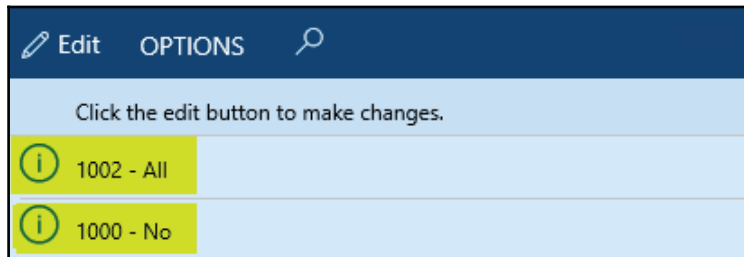 Edit OPTIONS
Click the edit button to make changes.
1002 - All
1000 - No